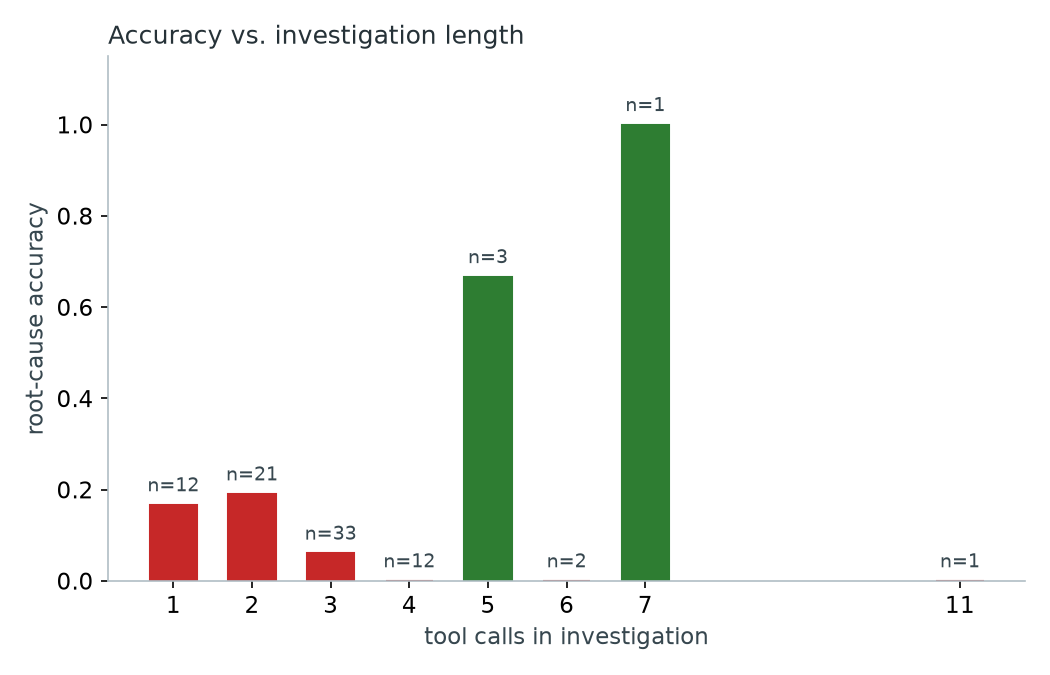 Accuracy vs. investigation length
root-cause accuracy
1.0
0.8
0.6
0.4
0.2
0.0
n=12
n=21
n=33
n=12
n=3
n=2
n=1
n=1
1 2 3 4 5 6 7 11
tool calls in investigation